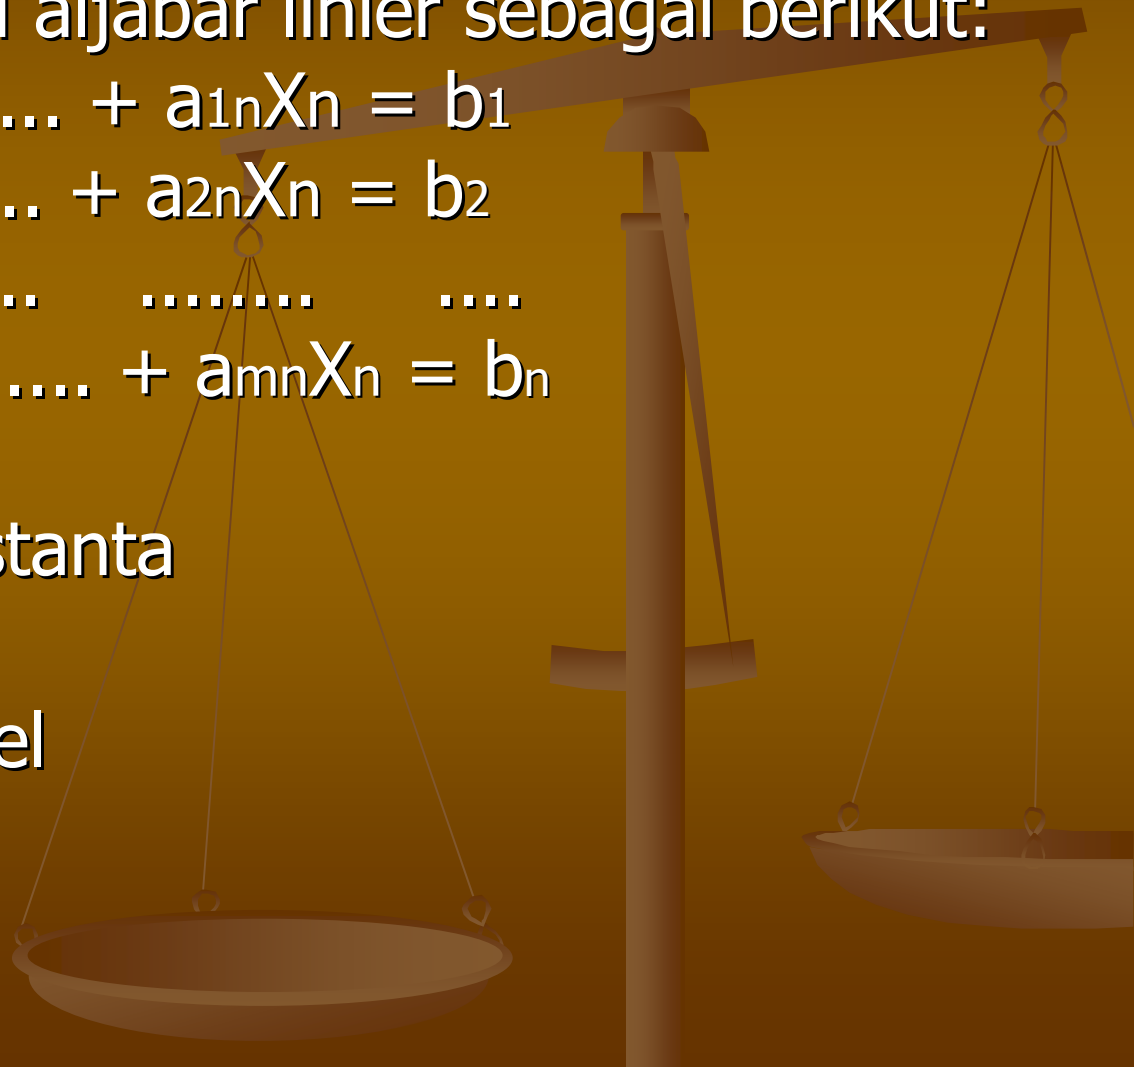 aljabar linier sebagai berikut:
... + a1nXn = b1
.. + a2nXn = b2
.. ........ ....
.... + amnXn = bn
stanta
el